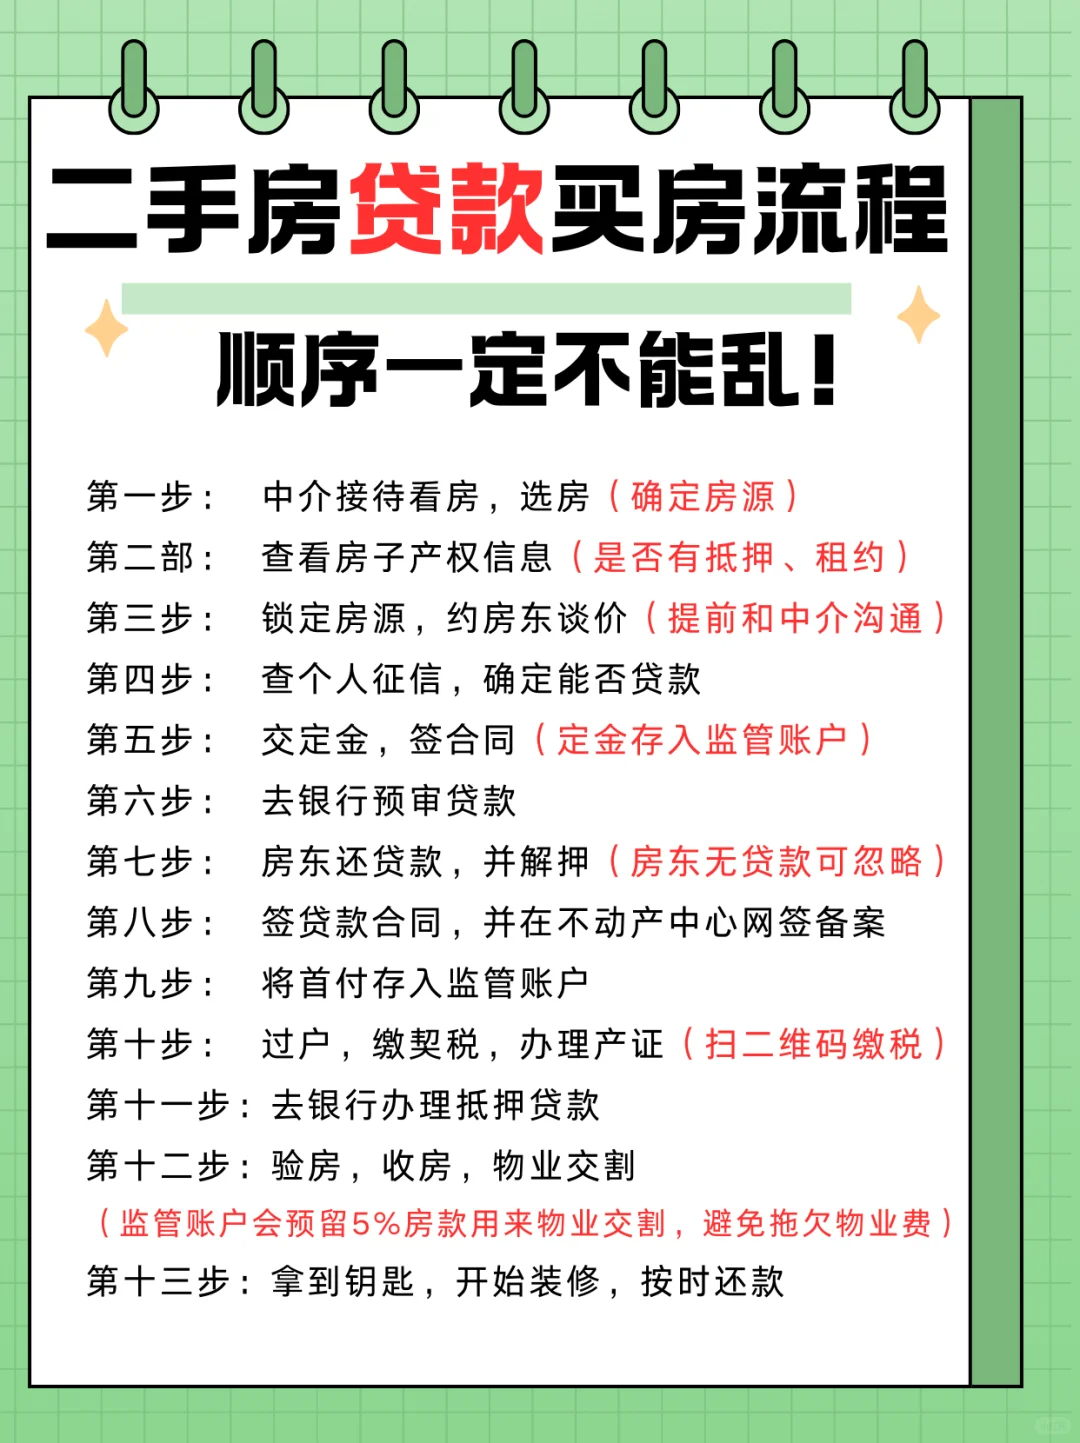 二手房贷款买房流程
顺序一定不能乱！
第一步： 中介接待看房，选房（确定房源）
第二部： 查看房子产权信息（是否有抵押、租约）
第三步： 锁定房源，约房东谈价（提前和中介沟通）
第四步： 查个人征信，确定能否贷款
第五步： 交定金，签合同（定金存入监管账户）
第六步： 去银行预审贷款
第七步： 房东还贷款，并解押（房东无贷款可忽略）
第八步： 签贷款合同，并在不动产中心网签备案
第九步： 将首付存入监管账户
第十步： 过户，缴契税，办理产证（扫二维码缴税）
第十一步：去银行办理抵押贷款
第十二步：验房，收房，物业交割
（监管账户会预留5%房款用来物业交割，避免拖欠物业费）
第十三步：拿到钥匙，开始装修，按时还款